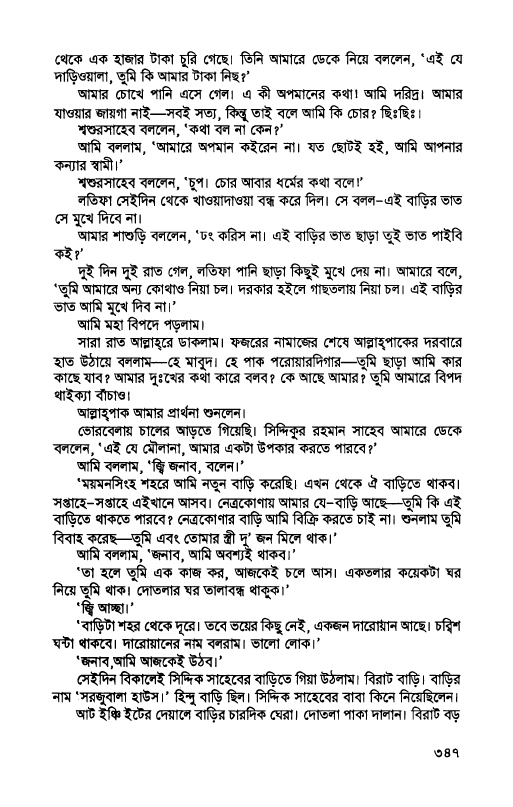 থেকে এক হাজার টাকা চুরি গেছে। তিনি আমারে ডেকে নিয়ে বললেন, ‘এই যে
দাড়িওয়ালা, তুমি কি আমার টাকা নিছ?’
আমার চোখে পানি এসে গেল। এ কী অপমানের কথা! আমি দরিদ্র। আমার
যাওয়ার জায়গা নাই—সবই সত্য, কিন্তু তাই বলে আমি কি চোর? ছিঃছিঃ।
শ্বশুরসাহেব বললেন, ‘কথা বল না কেন?’
আমি বললাম, ‘আমারে অপমান কইরেন না। যত ছোটই হই, আমি আপনার
কন্যার স্বামী।’
শ্বশুরসাহেব বললেন, ‘চুপ। চোর আবার ধর্মের কথা বলে!’
লতিফা সেইদিন থেকে খাওয়াদাওয়া বন্ধ করে দিল। সে বলল–এই বাড়ির ভাত
সে মুখে দিবে না।
আমার শাশুড়ি বললেন, ‘ঢং করিস না। এই বাড়ির ভাত ছাড়া তুই ভাত পাইবি
কই?’
দুই দিন দুই রাত গেল, লতিফা পানি ছাড়া কিছুই মুখে দেয় না। আমারে বলে,
‘তুমি আমারে অন্য কোথাও নিয়া চল। দরকার হইলে গাছতলায় নিয়া চল। এই বাড়ির
ভাত আমি মুখে দিব না।’
আমি মহা বিপদে পড়লাম।
সারা রাত আল্লাহ্‌রে ডাকলাম। ফজরের নামাজের শেষে আল্লাহ্‌পাকের দরবারে
হাত উঠায়ে বললাম—হে মাবুদ। হে পাক পরোয়ারদিগার—তুমি ছাড়া আমি কার
কাছে যাব? আমার দুঃখের কথা কারে বলব? কে আছে আমার? তুমি আমারে বিপদ
থাইক্যা বাঁচাও।
আল্লাহ্‌পাক আমার প্রার্থনা শুনলেন।
ভোরবেলায় চালের আড়তে গিয়েছি। সিদ্দিকুর রহমান সাহেব আমারে ডেকে
বললেন, ‘এই যে মৌলানা, আমার একটা উপকার করতে পারবে?’
আমি বললাম, ‘জ্বি জনাব, বলেন।’
‘ময়মনসিংহ শহরে আমি নতুন বাড়ি করেছি। এখন থেকে ঐ বাড়িতে থাকব।
সপ্তাহে–সপ্তাহে এইখানে আসব। নেত্রকোণায় আমার যে–বাড়ি আছে—তুমি কি এই
বাড়িতে থাকতে পারবে? নেত্রকোণার বাড়ি আমি বিক্রি করতে চাই না। শুনলাম তুমি
বিবাহ করেছ—তুমি এবং তোমার স্ত্রী দু’ জন মিলে থাক।’
আমি বললাম, ‘জনাব, আমি অবশ্যই থাকব।’
‘তা হলে তুমি এক কাজ কর, আজকেই চলে আস। একতলার কয়েকটা ঘর
নিয়ে তুমি থাক। দোতলার ঘর তালাবন্ধ থাকুক।’
‘জ্বি আচ্ছা।’
‘বাড়িটা শহর থেকে দূরে। তবে ভয়ের কিছু নেই, একজন দারোয়ান আছে। চব্বিশ
ঘন্টা থাকবে। দারোয়ানের নাম বলরাম। ভালো লোক।’
‘জনাব,আমি আজকেই উঠব।’
সেইদিন বিকালেই সিদ্দিক সাহেবের বাড়িতে গিয়া উঠলাম। বিরাট বাড়ি। বাড়ির
নাম ‘সরজুবালা হাউস।’ হিন্দু বাড়ি ছিল। সিদ্দিক সাহেবের বাবা কিনে নিয়েছিলেন।
আট ইঞ্চি ইটের দেয়ালে বাড়ির চারদিক ঘেরা। দোতলা পাকা দালান। বিরাট বড়
৩৪৭